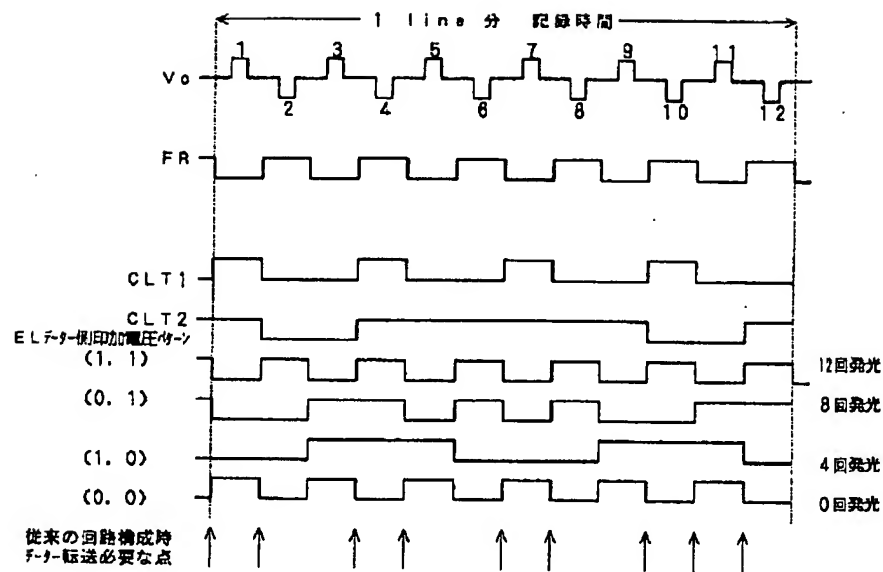 1 line 分 記録時間
1 3 5 7 9 11
Vo
2 4 6 8 10 12
FR
CLT1
CLT2
ELデーター側印加電圧パターン
(1, 1) 12回発光
(0, 1) 8回発光
(1, 0) 4回発光
(0, 0) 0回発光
従来の回路構成時
データー転送必要な点